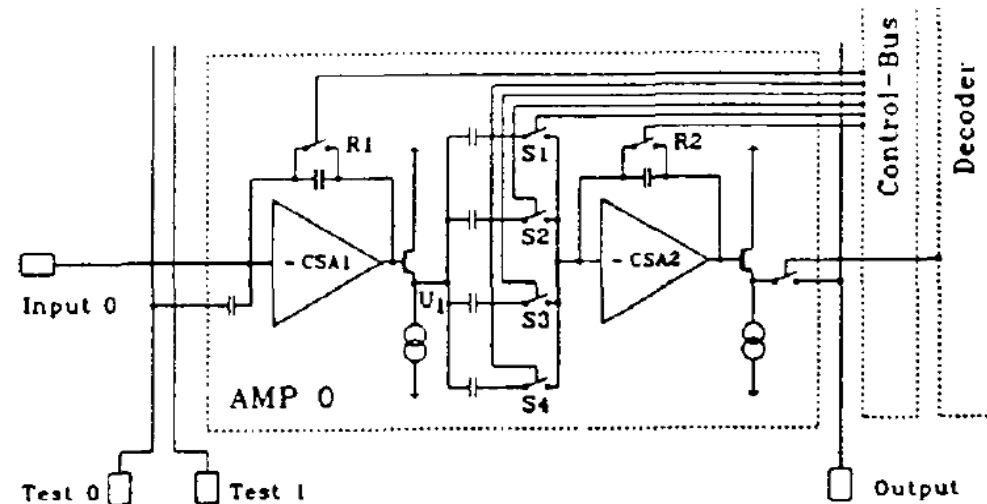 Control-Bus
Decoder
R1
S1
R2
S2
- CSA1
- CSA2
Input 0
U1
S3
AMP 0
S4
Test 0
Test 1
Output